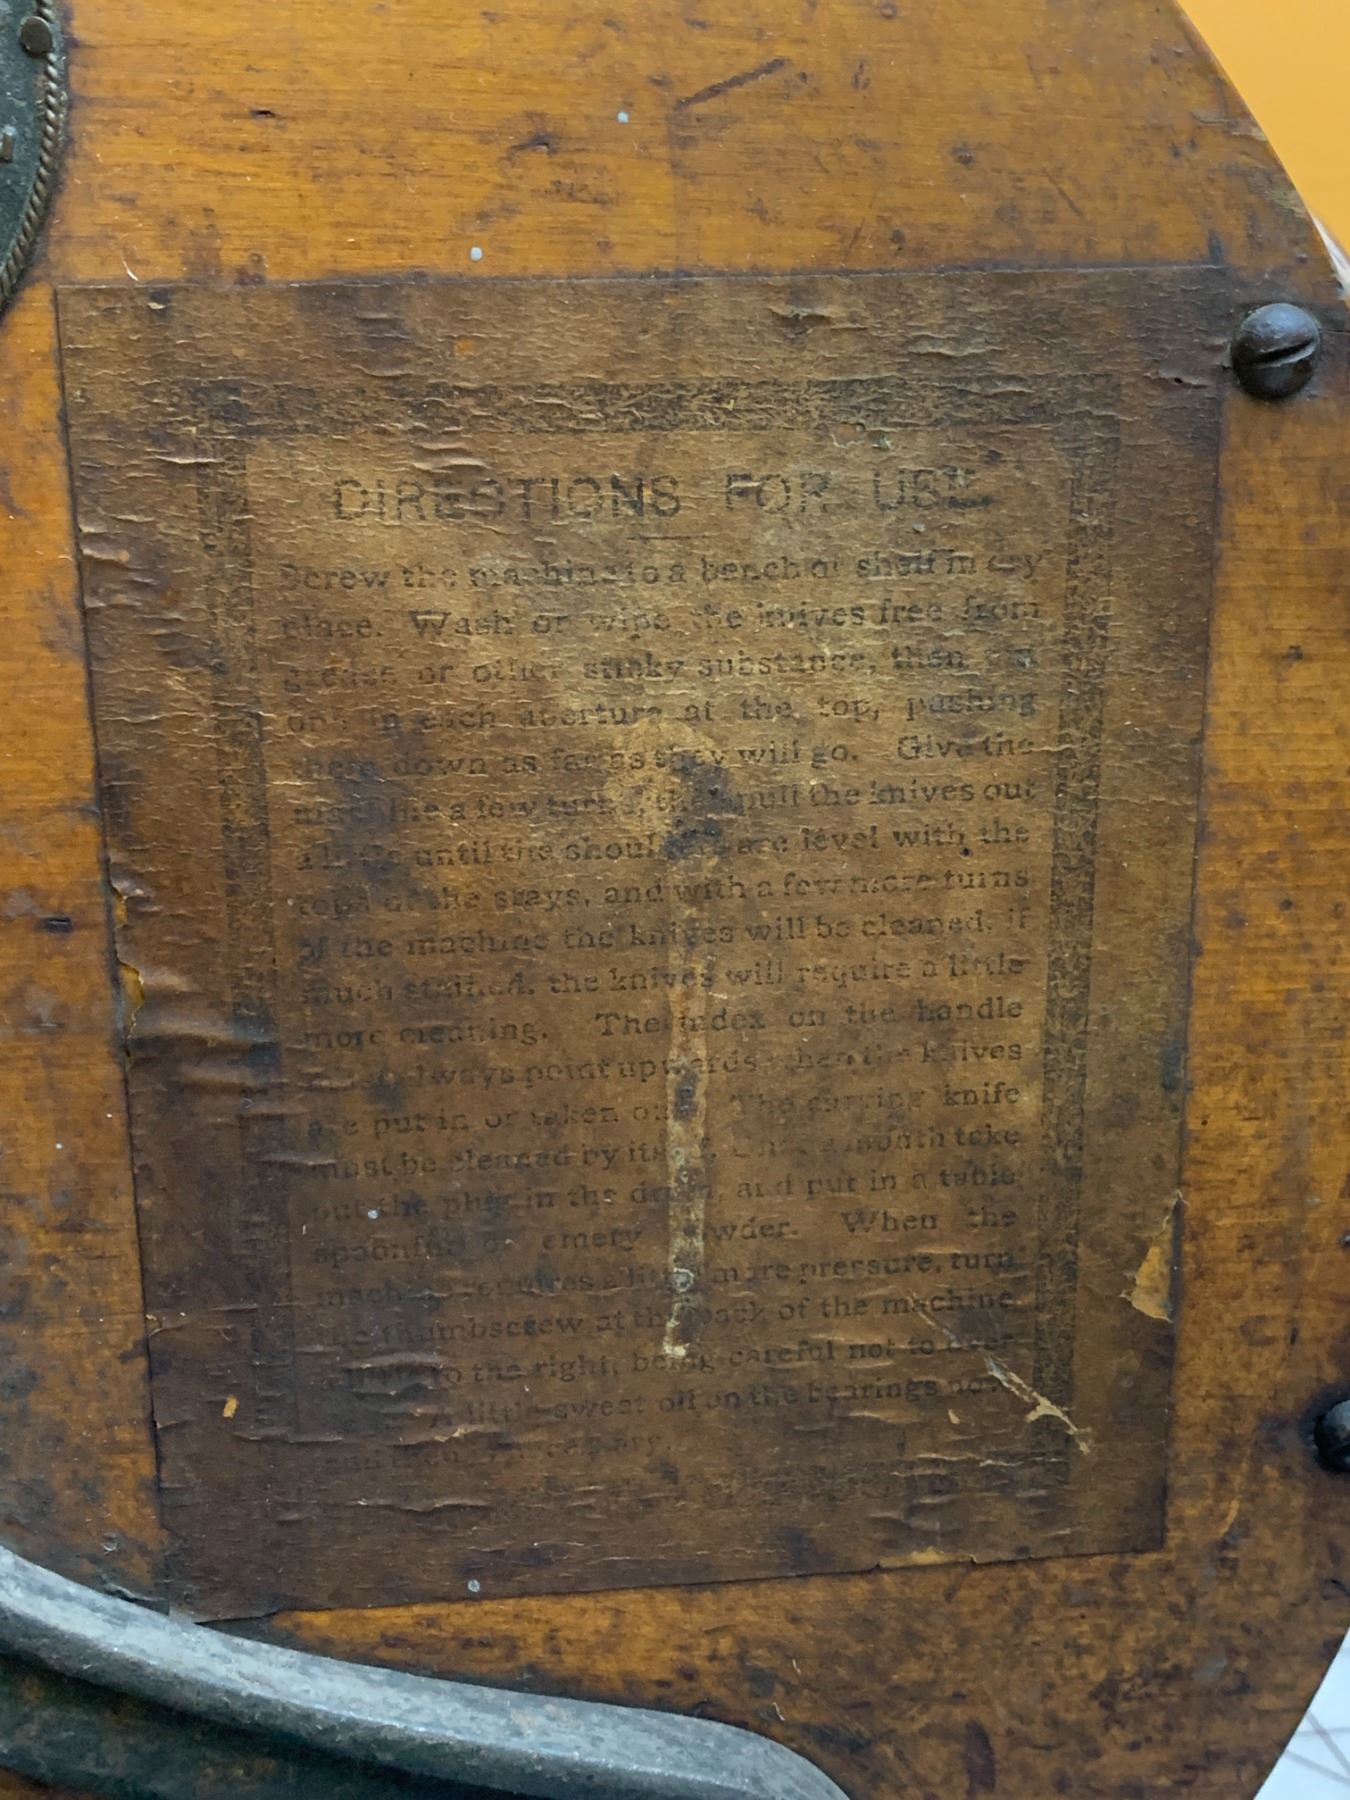 DIRECTIONS FOR USE.
Screw the machine to a bench or shelf in dry
place. Wash or wipe the knives free from
grease or other sticky substance, then put
one in each aperture at the top, pushing
them down as far as they will go. Give the
machine a few turns, then pull the knives out
a little until the shoulders are level with the
tops of the stays, and with a few more turns
of the machine the knives will be cleaned, if
much stained, the knives will require a little
more cleaning. The index on the handle
must always point upwards when the knives
are put in or taken out. The carving knife
must be cleaned by itself. Once a month take
out the plug in the drum, and put in a table
spoonful of emery powder. When the
machine requires a little more pressure, turn
the thumbscrew at the back of the machine
a little to the right, being careful not to over
A little sweet oil on the bearings now
and then